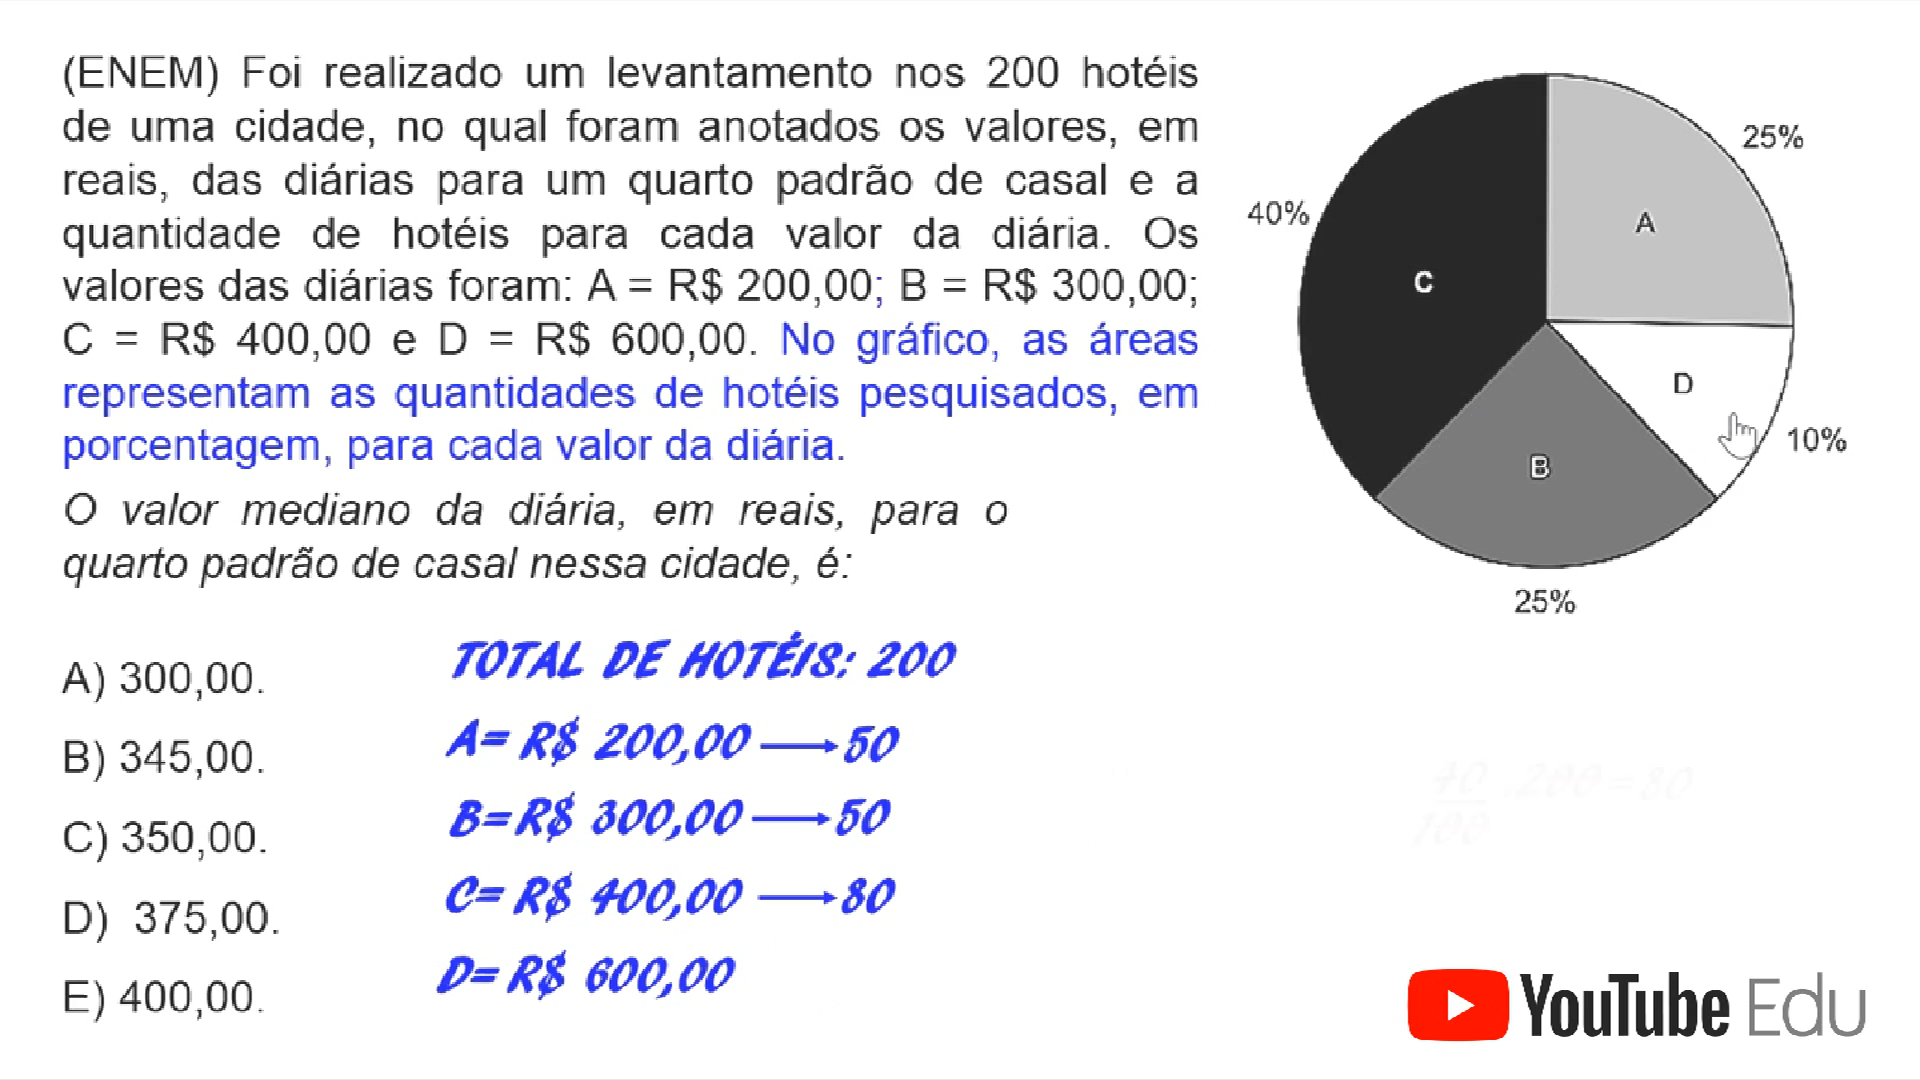 (ENEM) Foi realizado um levantamento nos 200 hotéis
de uma cidade, no qual foram anotados os valores, em
reais, das diárias para um quarto padrão de casal e a
quantidade de hotéis para cada valor da diária. Os
valores das diárias foram: A = R$ 200,00; B = R$ 300,00;
C = R$ 400,00 e D = R$ 600,00. No gráfico, as áreas
representam as quantidades de hotéis pesquisados, em
porcentagem, para cada valor da diária.
O valor mediano da diária, em reais, para o
quarto padrão de casal nessa cidade, é:
A) 300,00.
B) 345,00.
C) 350,00.
D) 375,00.
E) 400,00.
TOTAL DE HOTÉIS: 200
A= R$ 200,00 → 50
B= R$ 300,00 → 50
C= R$ 400,00 → 80
D= R$ 600,00
25%
A
40%
C
D
10%
B
25%
40
.200=80
100
YouTube Edu